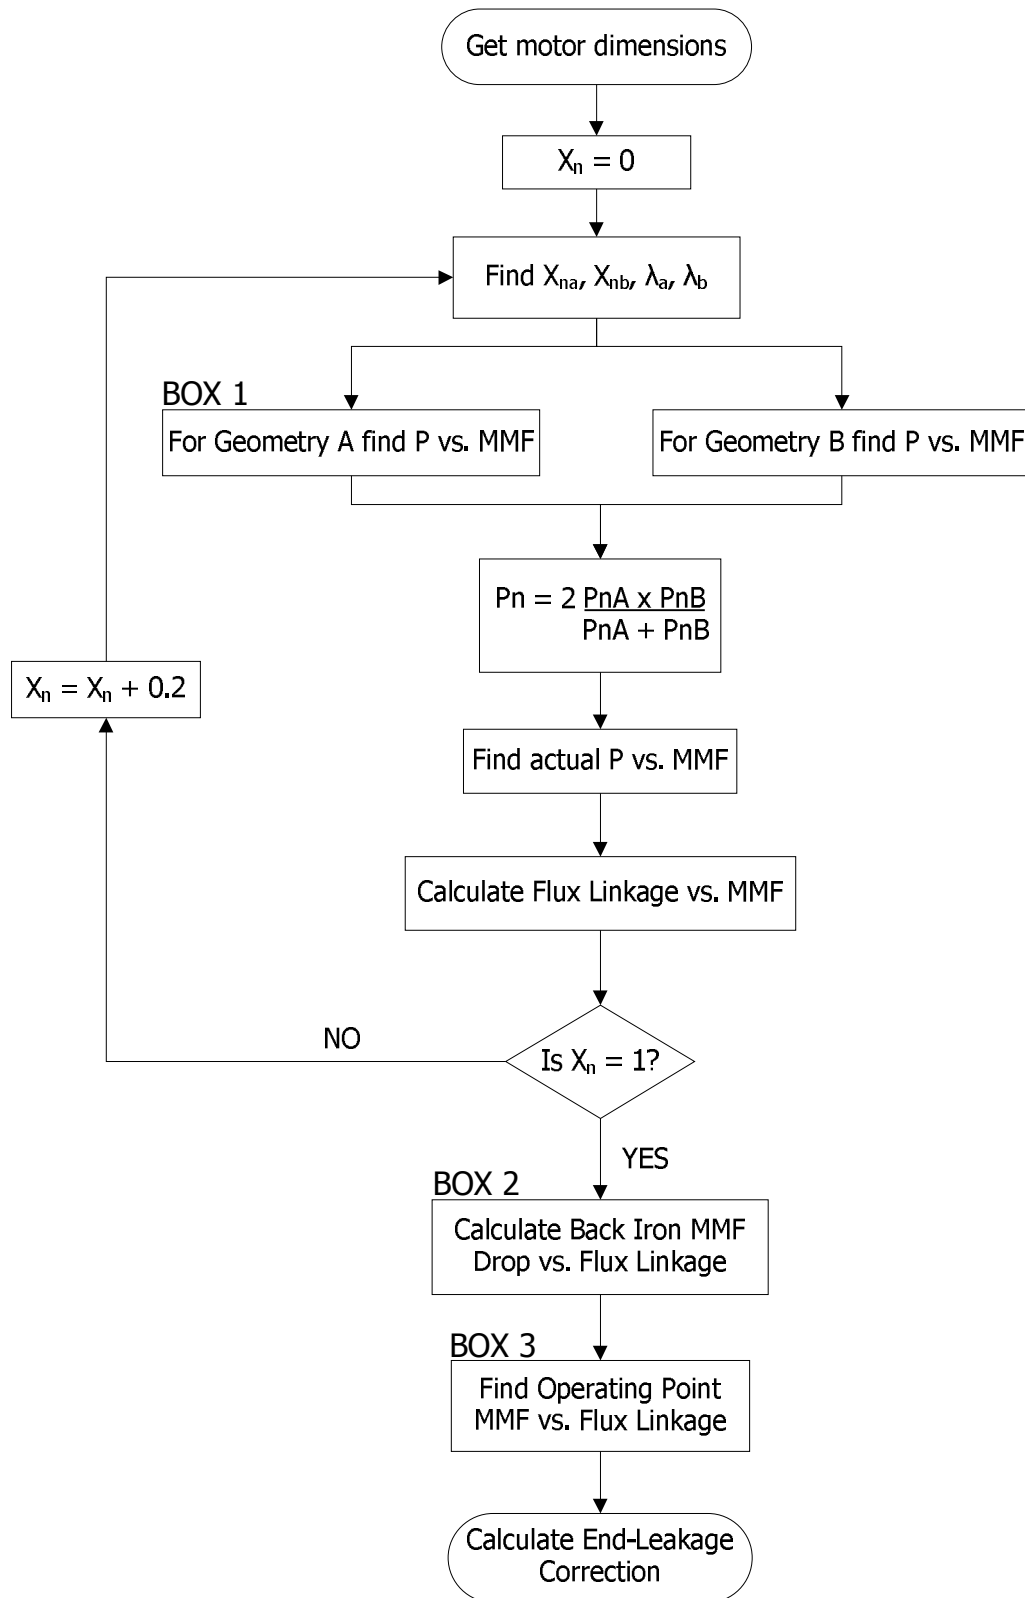 Get motor dimensions
Xn = 0
Find Xna, Xnb, λa, λb
BOX 1
For Geometry A find P vs. MMF
For Geometry B find P vs. MMF
Pn = 2 PnA x PnB
PnA + PnB
Xn = Xn + 0.2
Find actual P vs. MMF
Calculate Flux Linkage vs. MMF
NO
Is Xn = 1?
YES
BOX 2
Calculate Back Iron MMF
Drop vs. Flux Linkage
BOX 3
Find Operating Point
MMF vs. Flux Linkage
Calculate End-Leakage
Correction